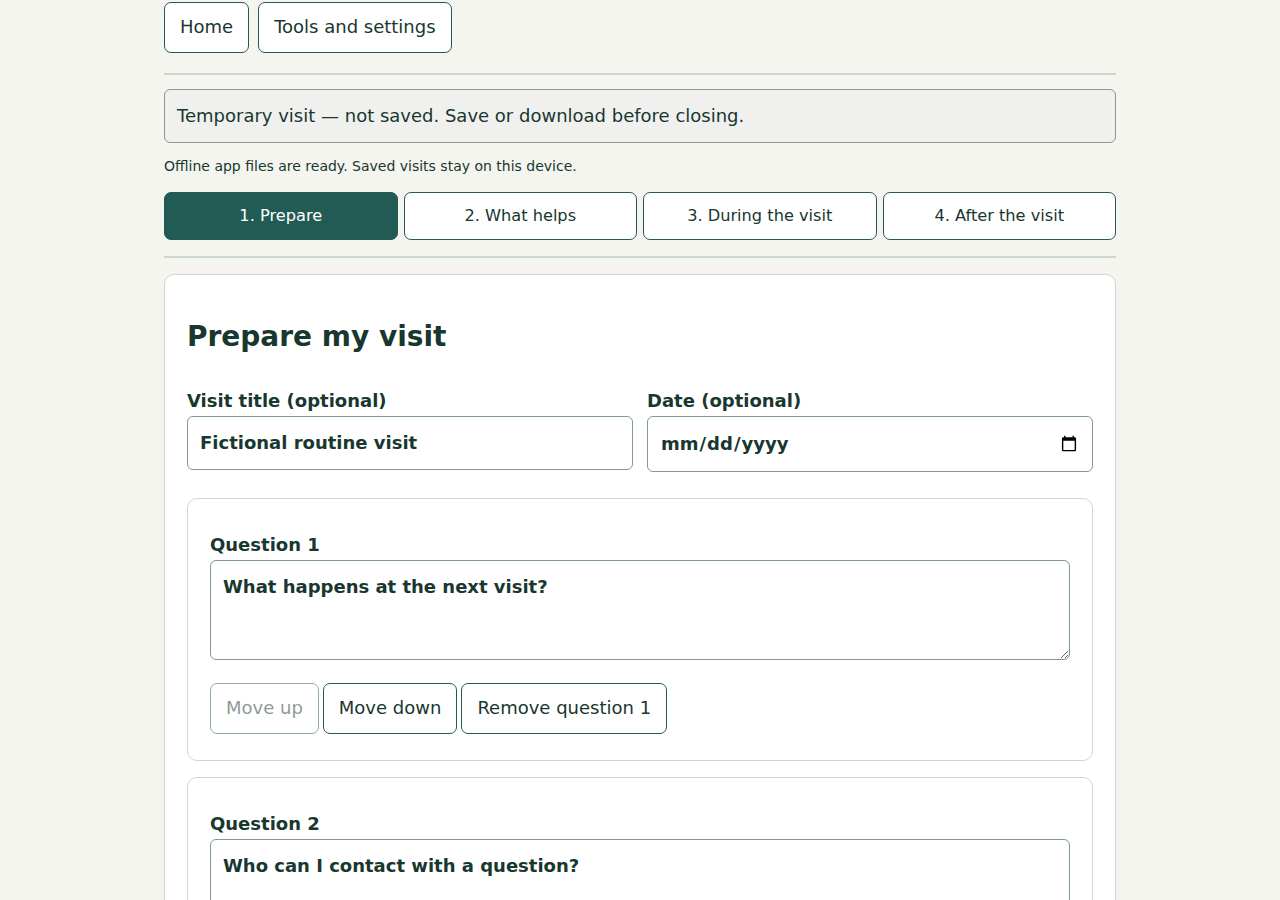 Home Tools and settings
Temporary visit — not saved. Save or download before closing.
Offline app files are ready. Saved visits stay on this device.
1. Prepare 2. What helps 3. During the visit 4. After the visit
Prepare my visit
Visit title (optional) Date (optional)
Fictional routine visit mm/dd/yyyy
Question 1
What happens at the next visit?
Move up Move down Remove question 1
Question 2
Who can I contact with a question?